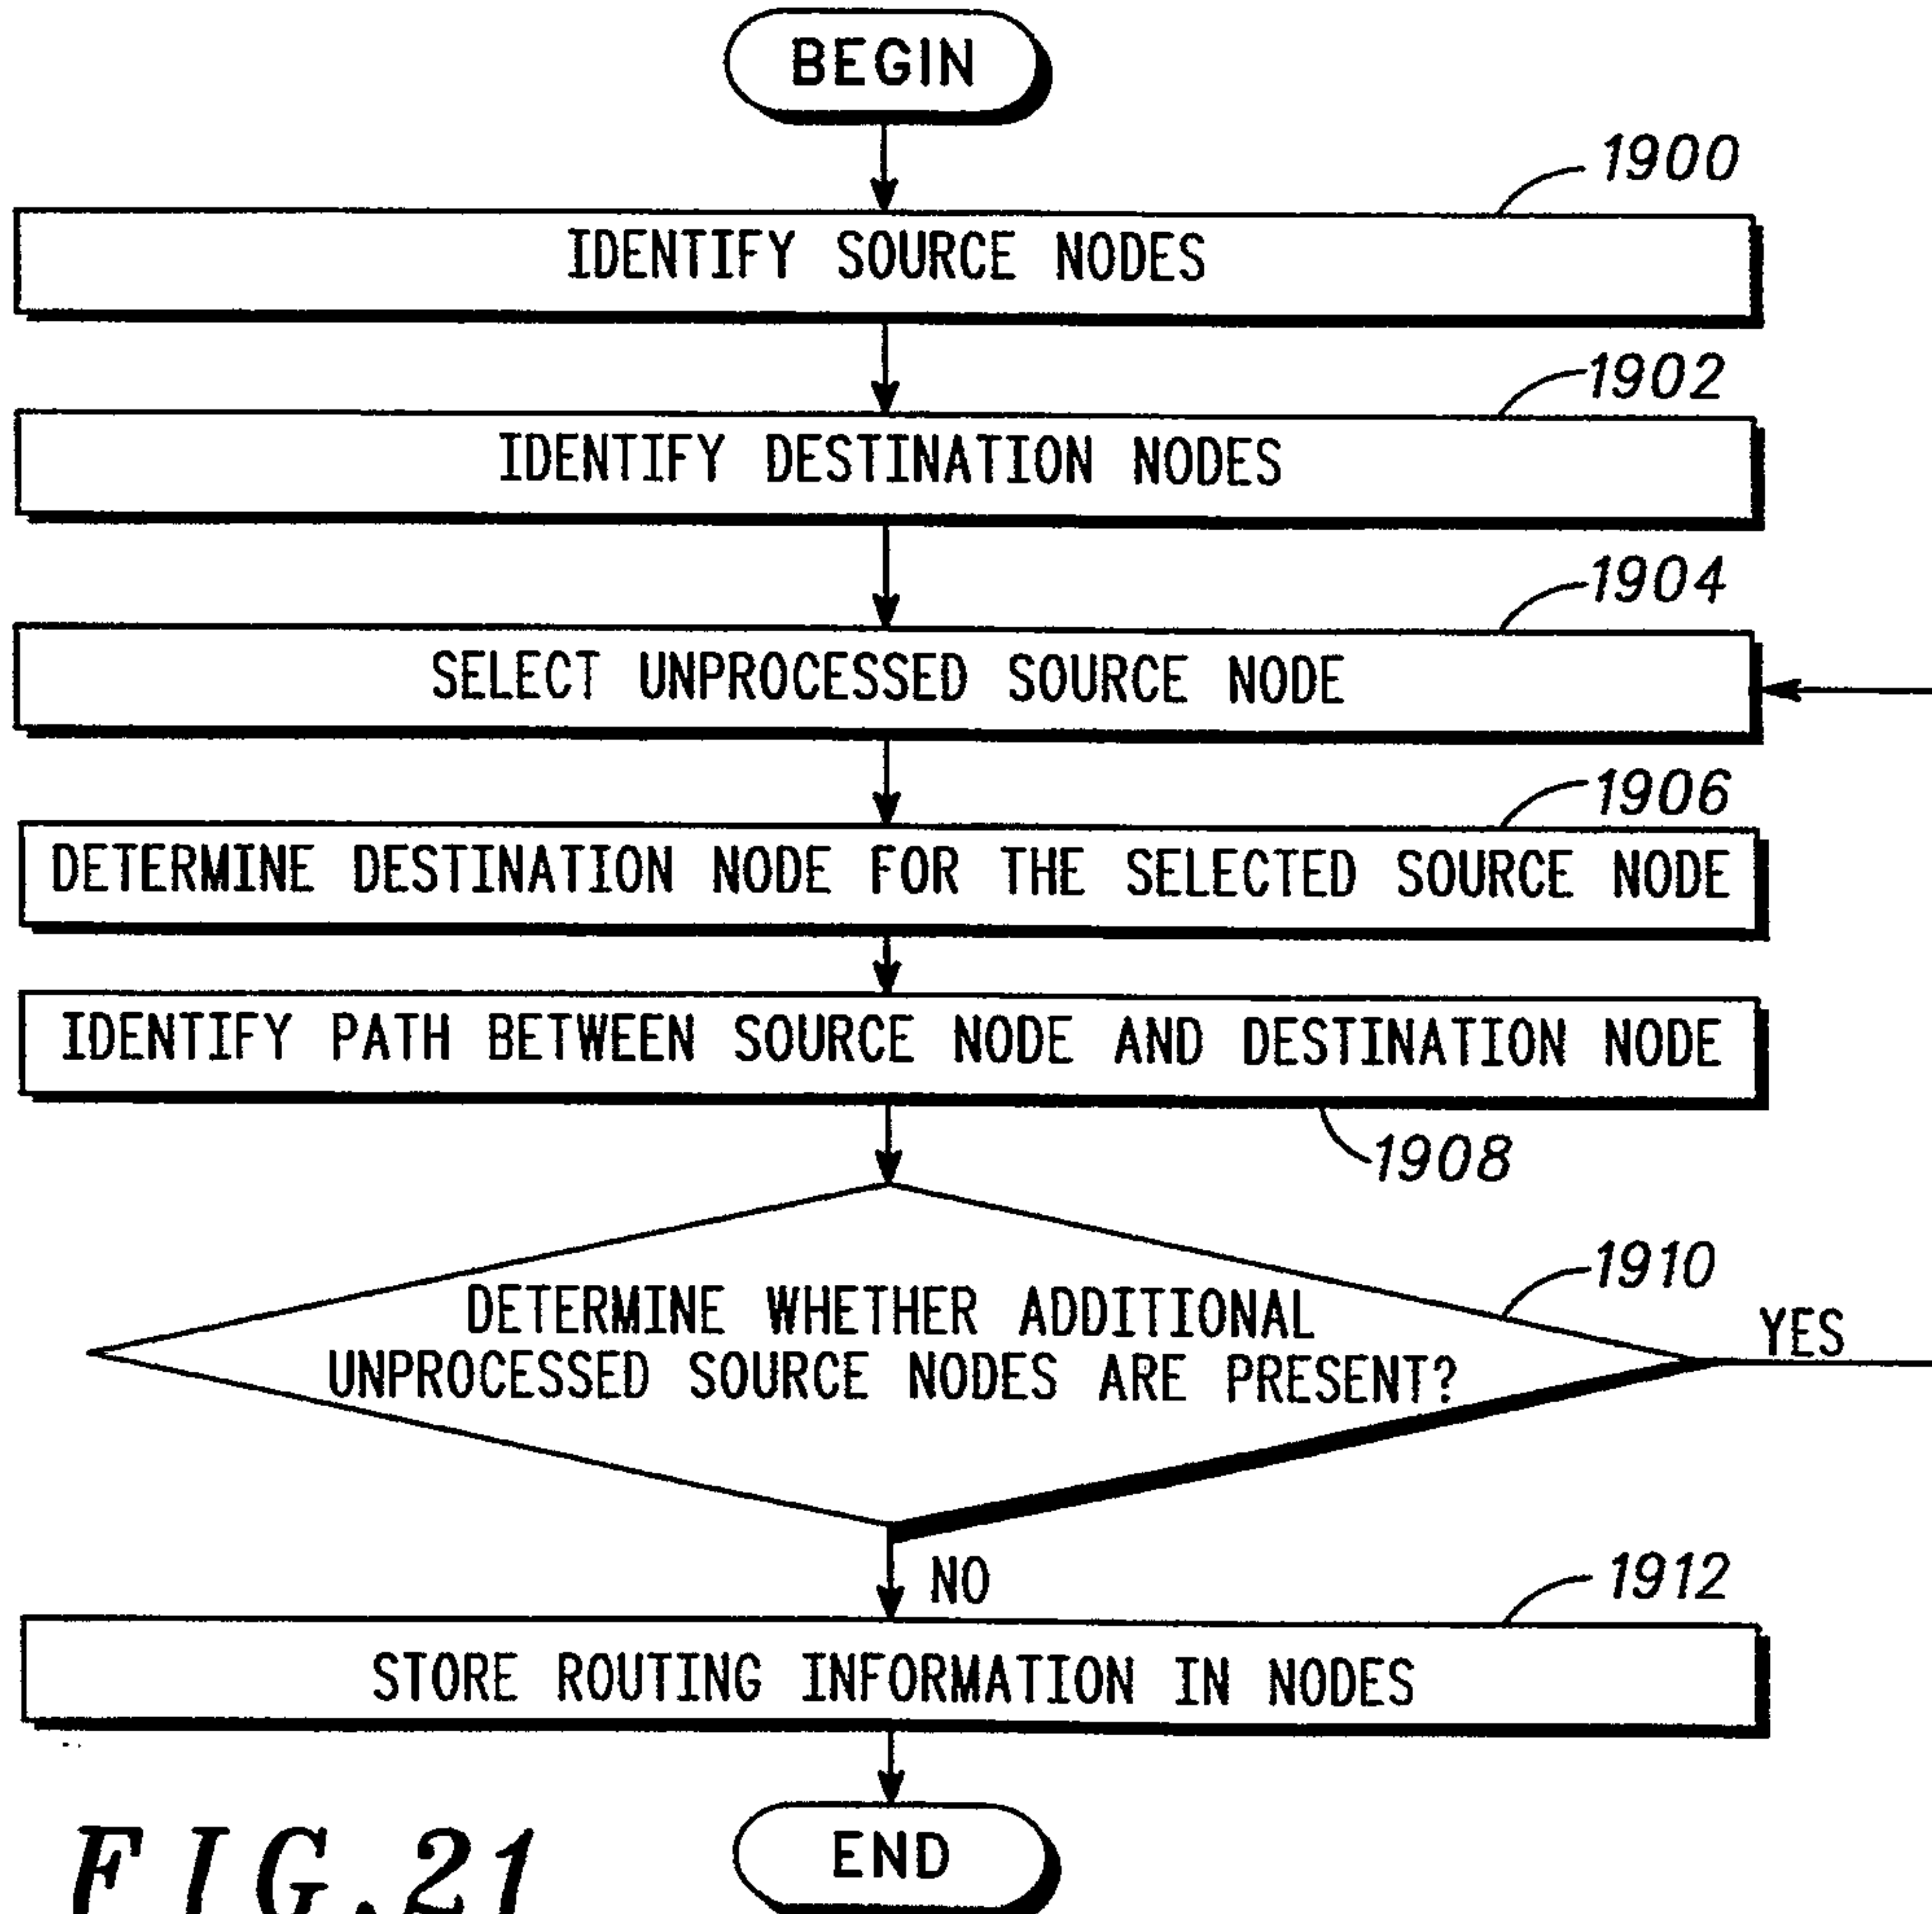 BEGIN
1900
IDENTIFY SOURCE NODES
1902
IDENTIFY DESTINATION NODES
1904
SELECT UNPROCESSED SOURCE NODE
1906
DETERMINE DESTINATION NODE FOR THE SELECTED SOURCE NODE
IDENTIFY PATH BETWEEN SOURCE NODE AND DESTINATION NODE
1908
1910
DETERMINE WHETHER ADDITIONAL
UNPROCESSED SOURCE NODES ARE PRESENT?
YES
NO
1912
STORE ROUTING INFORMATION IN NODES
END
FIG.21